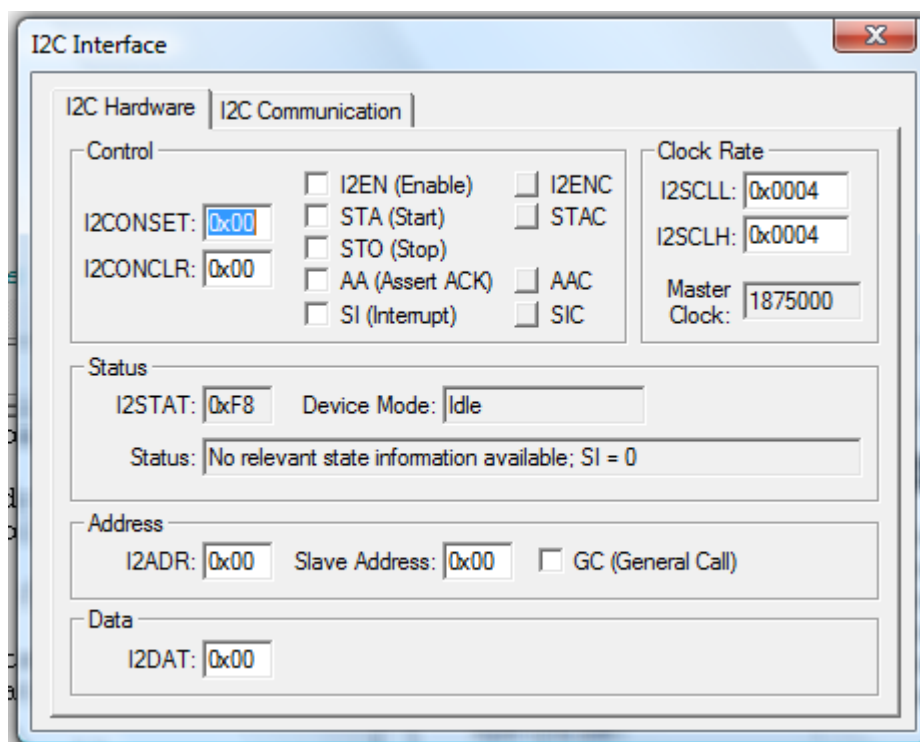 I2C Interface
I2C Hardware I2C Communication
Control
I2CONSET: 0x00
I2CONCLR: 0x00
I2EN (Enable) I2ENC
STA (Start) STAC
STO (Stop)
AA (Assert ACK) AAC
SI (Interrupt) SIC
Clock Rate
I2SCLL: 0x0004
I2SCLH: 0x0004
Master
Clock: 1875000
Status
I2STAT: 0xF8 Device Mode: Idle
Status: No relevant state information available; SI = 0
Address
I2ADR: 0x00 Slave Address: 0x00 GC (General Call)
Data
I2DAT: 0x00